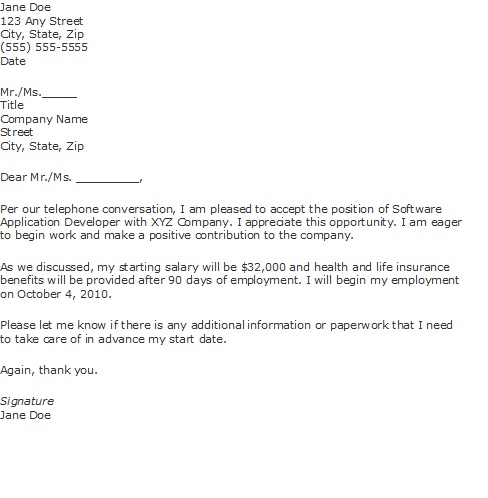 Jane Doe
123 Any Street
City, State, Zip
(555) 555-5555
Date
Mr./Ms.______
Title
Company Name
Street
City, State, Zip
Dear Mr./Ms. __________,
Per our telephone conversation, I am pleased to accept the position of Software
Application Developer with XYZ Company. I appreciate this opportunity. I am eager
to begin work and make a positive contribution to the company.
As we discussed, my starting salary will be $32,000 and health and life insurance
benefits will be provided after 90 days of employment. I will begin my employment
on October 4, 2010.
Please let me know if there is any additional information or paperwork that I need
to take care of in advance my start date.
Again, thank you.
Signature
Jane Doe